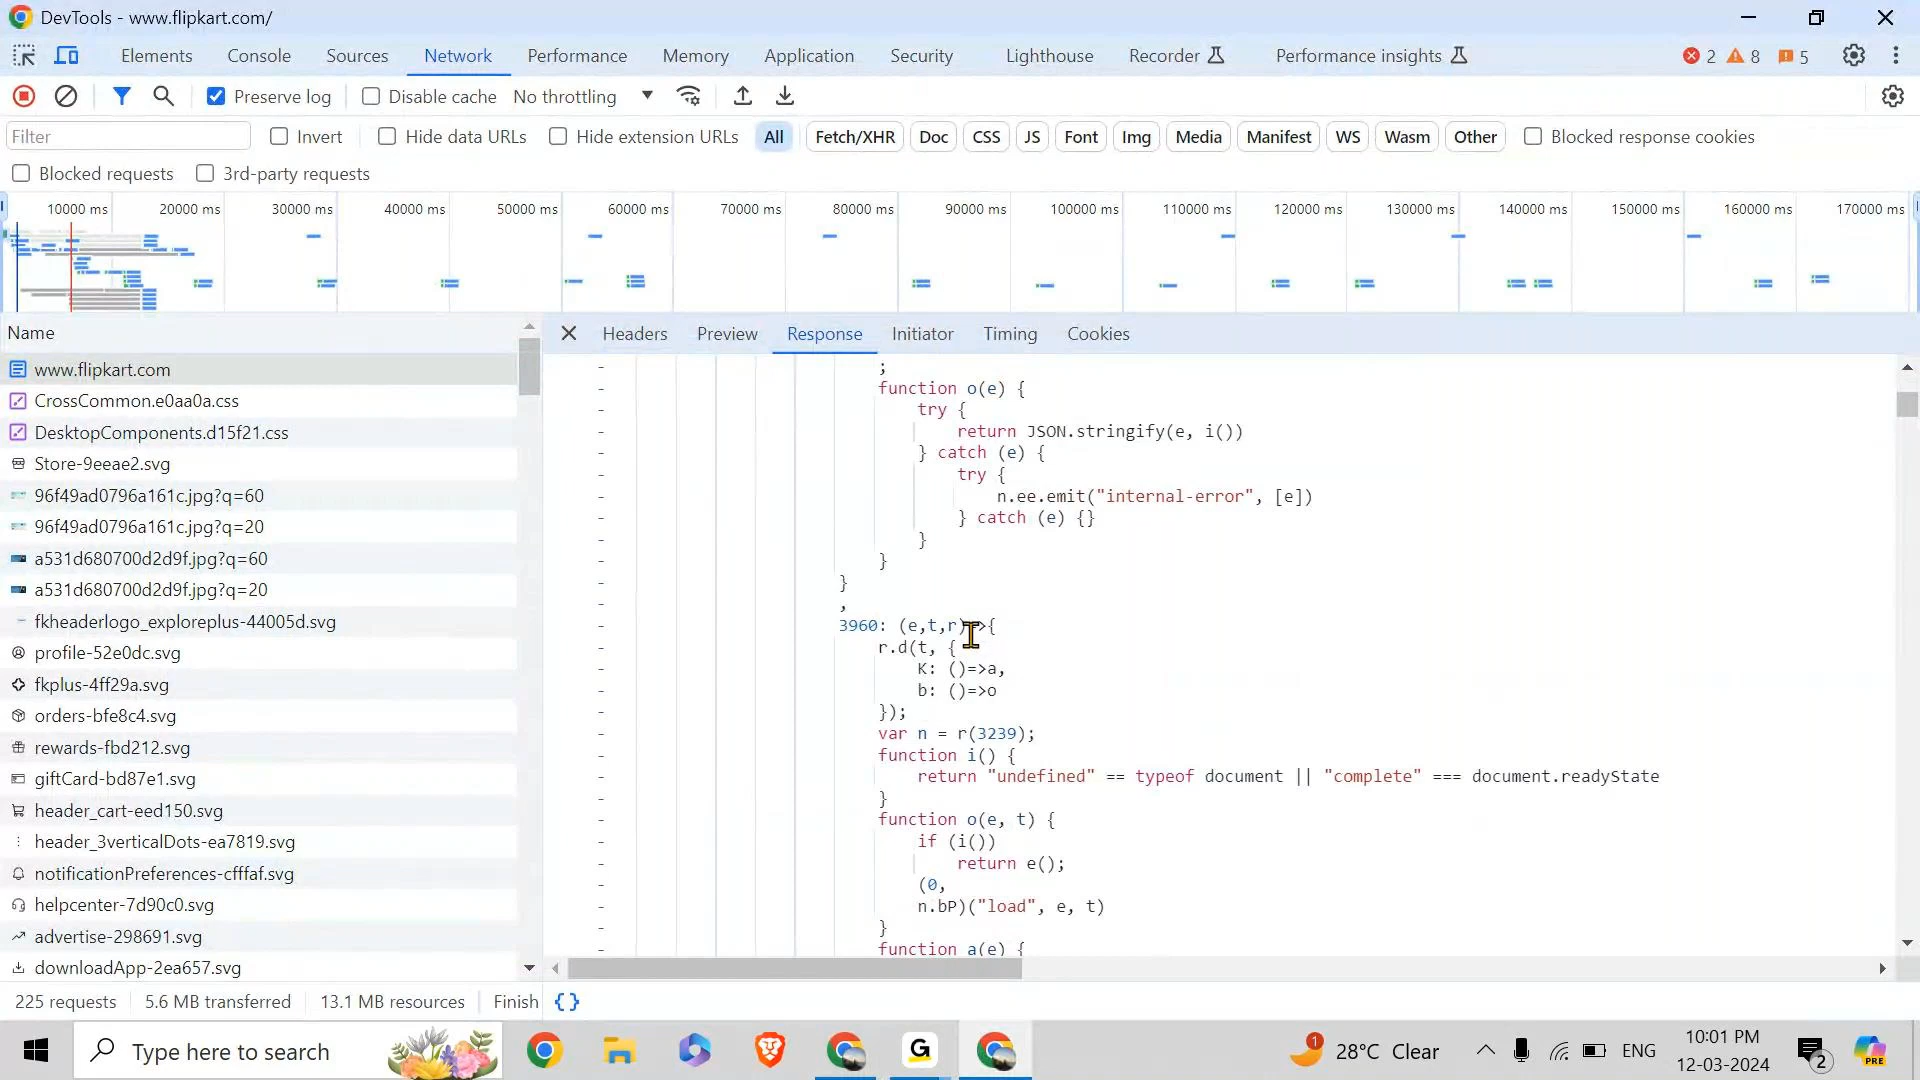 DevTools - www.flipkart.com/
Elements Console Sources Network Performance Memory Application Security Lighthouse Recorder Performance insights 2 8 5
Preserve log Disable cache No throttling
Filter Invert Hide data URLs Hide extension URLs All Fetch/XHR Doc CSS JS Font Img Media Manifest WS Wasm Other Blocked response cookies
Blocked requests 3rd-party requests
10000 ms 20000 ms 30000 ms 40000 ms 50000 ms 60000 ms 70000 ms 80000 ms 90000 ms 100000 ms 110000 ms 120000 ms 130000 ms 140000 ms 150000 ms 160000 ms 170000 ms
Name
www.flipkart.com
CrossCommon.e0aa0a.css
DesktopComponents.d15f21.css
Store-9eeae2.svg
96f49ad0796a161c.jpg?q=60
96f49ad0796a161c.jpg?q=20
a531d680700d2d9f.jpg?q=60
a531d680700d2d9f.jpg?q=20
fkheaderlogo_exploreplus-44005d.svg
profile-52e0dc.svg
fkplus-4ff29a.svg
orders-bfe8c4.svg
rewards-fbd212.svg
giftCard-bd87e1.svg
header_cart-eed150.svg
header_3verticalDots-ea7819.svg
notificationPreferences-cfffaf.svg
helpcenter-7d90c0.svg
advertise-298691.svg
downloadApp-2ea657.svg
225 requests 5.6 MB transferred 13.1 MB resources Finish {}
Headers Preview Response Initiator Timing Cookies
- ;
- function o(e) {
- try {
- return JSON.stringify(e, i())
- } catch (e) {
- try {
- n.ee.emit("internal-error", [e])
- } catch (e) {}
- }
- }
- }
- ,
- 3960: (e,t,r)=>{
- r.d(t, {
- K: ()=>a,
- b: ()=>o
- });
- var n = r(3239);
- function i() {
- return "undefined" == typeof document || "complete" === document.readyState
- }
- function o(e, t) {
- if (i())
- return e();
- (0,
- n.bP)("load", e, t)
- }
- function a(e) {
Type here to search
1 28°C Clear ENG 10:01 PM
12-03-2024 2 PRE